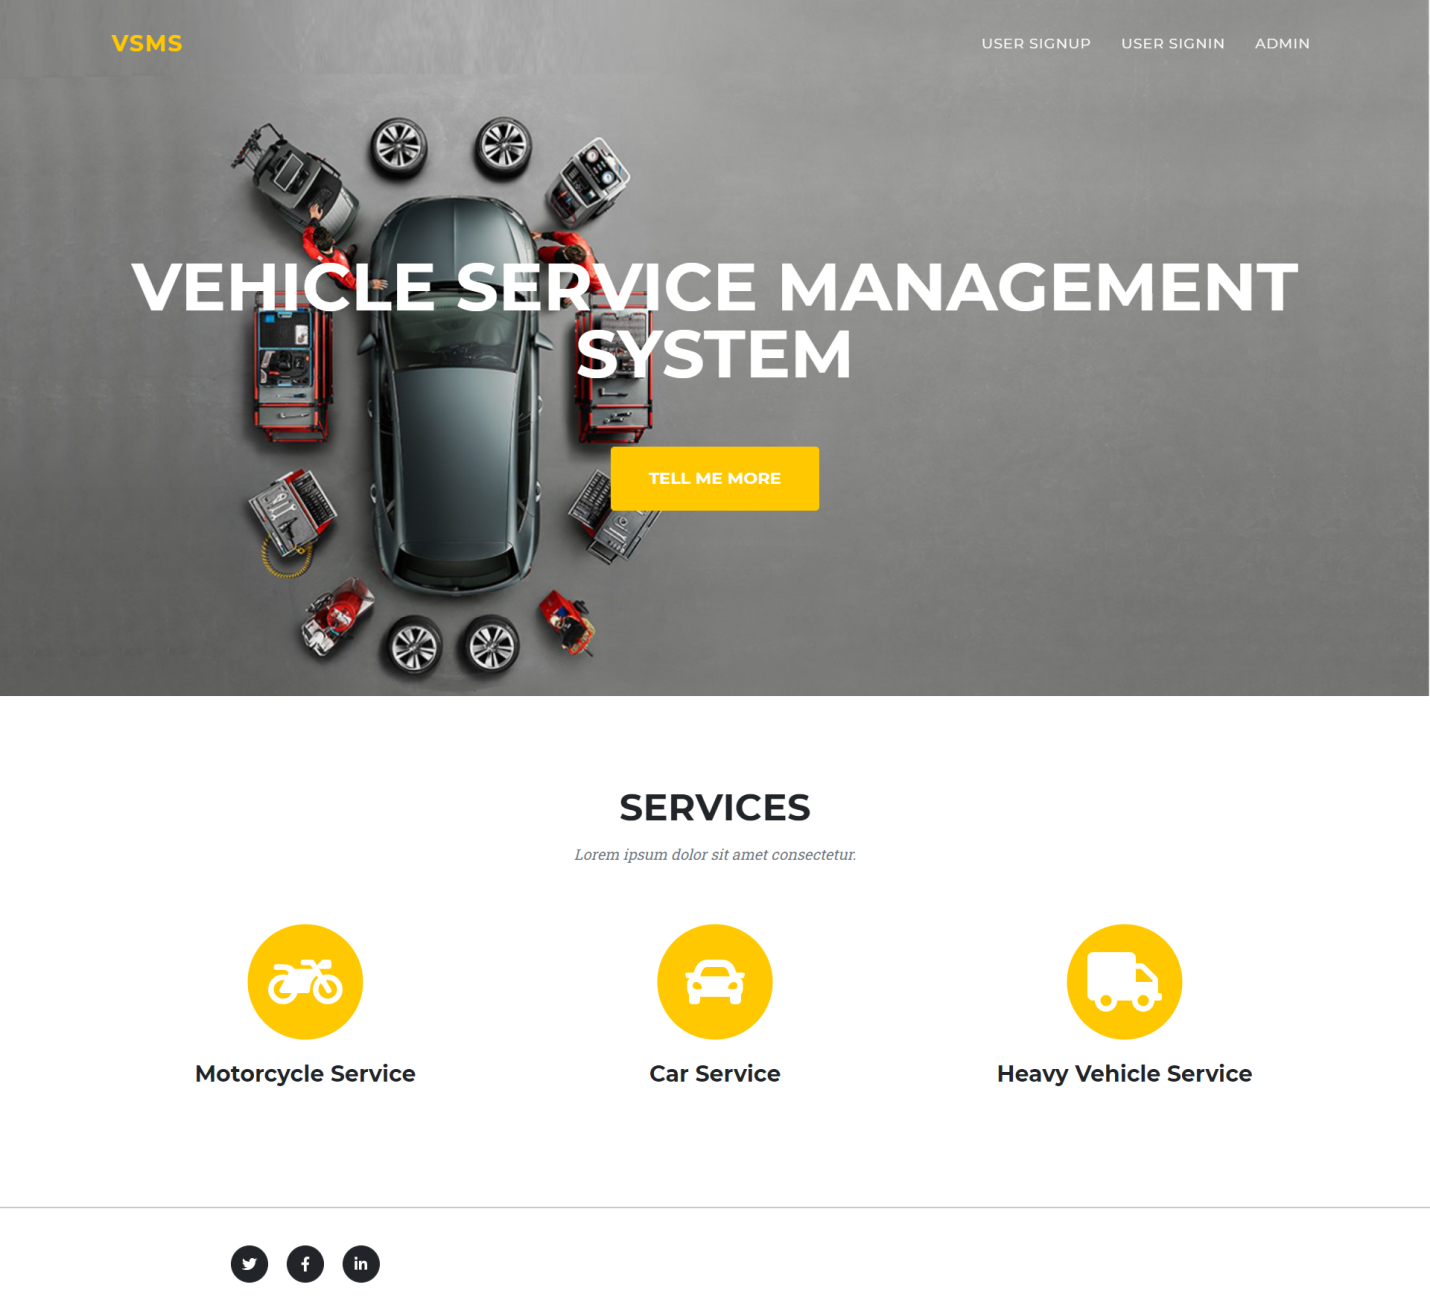 VSMS
USER SIGNUP USER SIGNIN ADMIN
VEHICLE SERVICE MANAGEMENT
SYSTEM
TELL ME MORE
SERVICES
Lorem ipsum dolor sit amet consectetur.
Motorcycle Service
Car Service
Heavy Vehicle Service